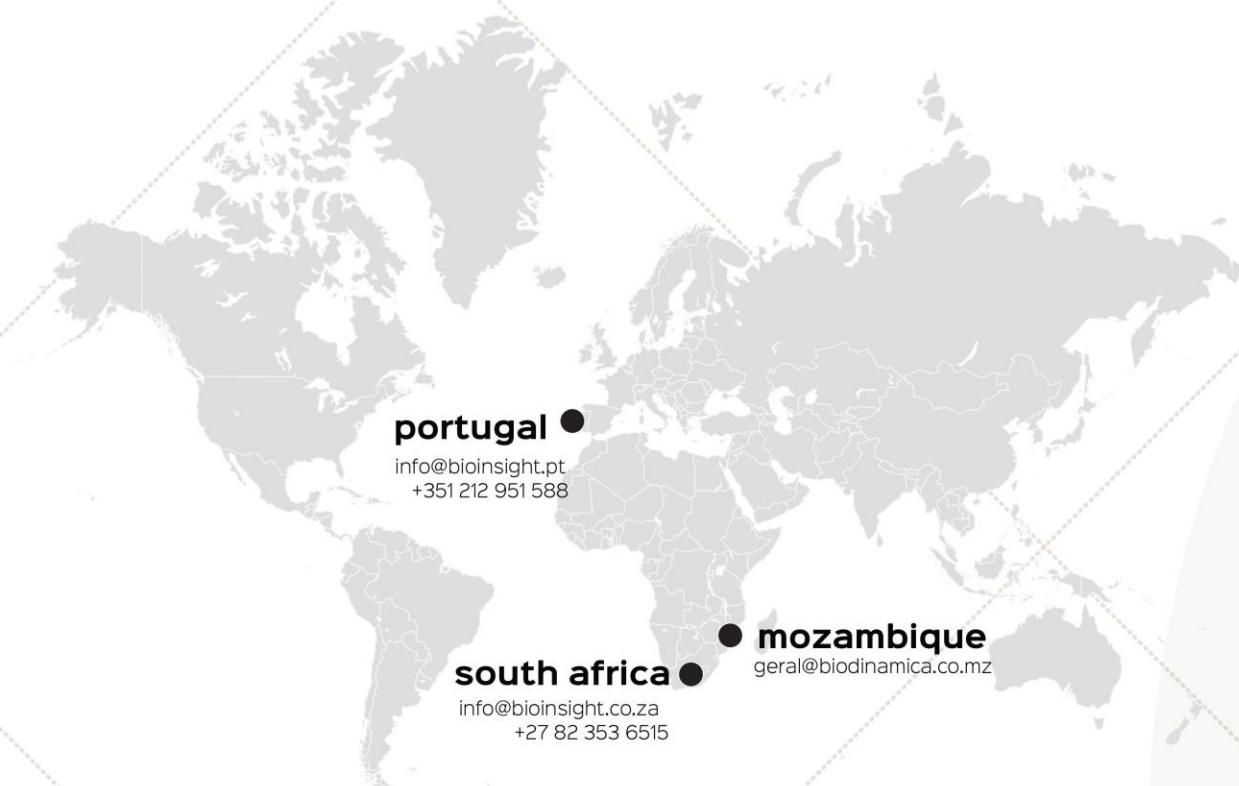 portugal
info@bioinsight.pt
+351 212 951 588
mozambique
geral@biodinamica.co.mz
south africa
info@bioinsight.co.za
+27 82 353 6515